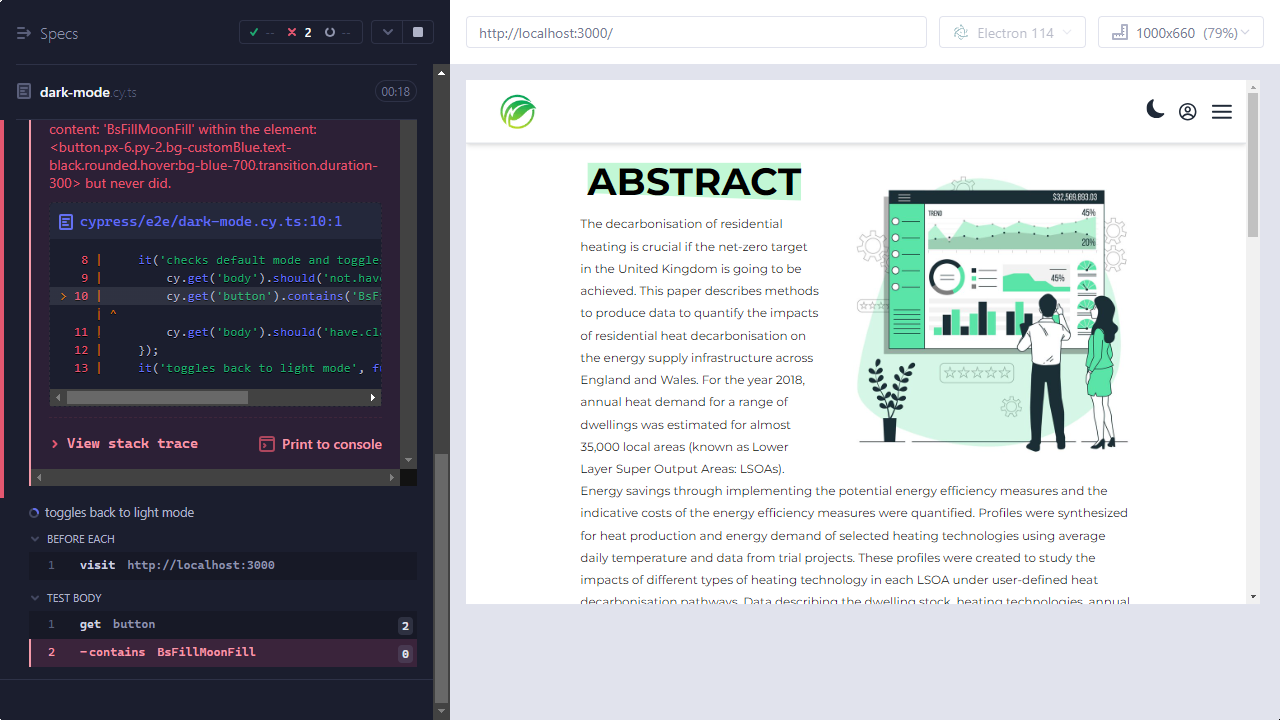 Specs
--
2
--
http://localhost:3000/
Electron 114
1000x660 (79%)
dark-mode.cy.ts
00:18
content: 'BsFillMoonFill' within the element:
<button.px-6.py-2.bg-customBlue.text-
black.rounded.hover:bg-blue-700.transition.duration-
300> but never did.
cypress/e2e/dark-mode.cy.ts:10:1
8 | it('checks default mode and toggles
9 | cy.get('body').should('not.have
> 10 | cy.get('button').contains('BsFi
| ^
11 | cy.get('body').should('have.cla
12 | });
13 | it('toggles back to light mode', fu
> View stack trace
Print to console
toggles back to light mode
BEFORE EACH
1 visit http://localhost:3000
TEST BODY
1 get button 2
2 -contains BsFillMoonFill 0
ABSTRACT
The decarbonisation of residential
heating is crucial if the net-zero target
in the United Kingdom is going to be
achieved. This paper describes methods
to produce data to quantify the impacts
of residential heat decarbonisation on
the energy supply infrastructure across
England and Wales. For the year 2018,
annual heat demand for a range of
dwellings was estimated for almost
35,000 local areas (known as Lower
Layer Super Output Areas: LSOAs).
Energy savings through implementing the potential energy efficiency measures and the
indicative costs of the energy efficiency measures were quantified. Profiles were synthesized
for heat production and energy demand of selected heating technologies using average
daily temperature and data from trial projects. These profiles were created to study the
impacts of different types of heating technology in each LSOA under user-defined heat
decarbonisation pathways. Data describing the dwelling stock, heating technologies, annual
$32,569,893.03
TREND
45%
20%
45%